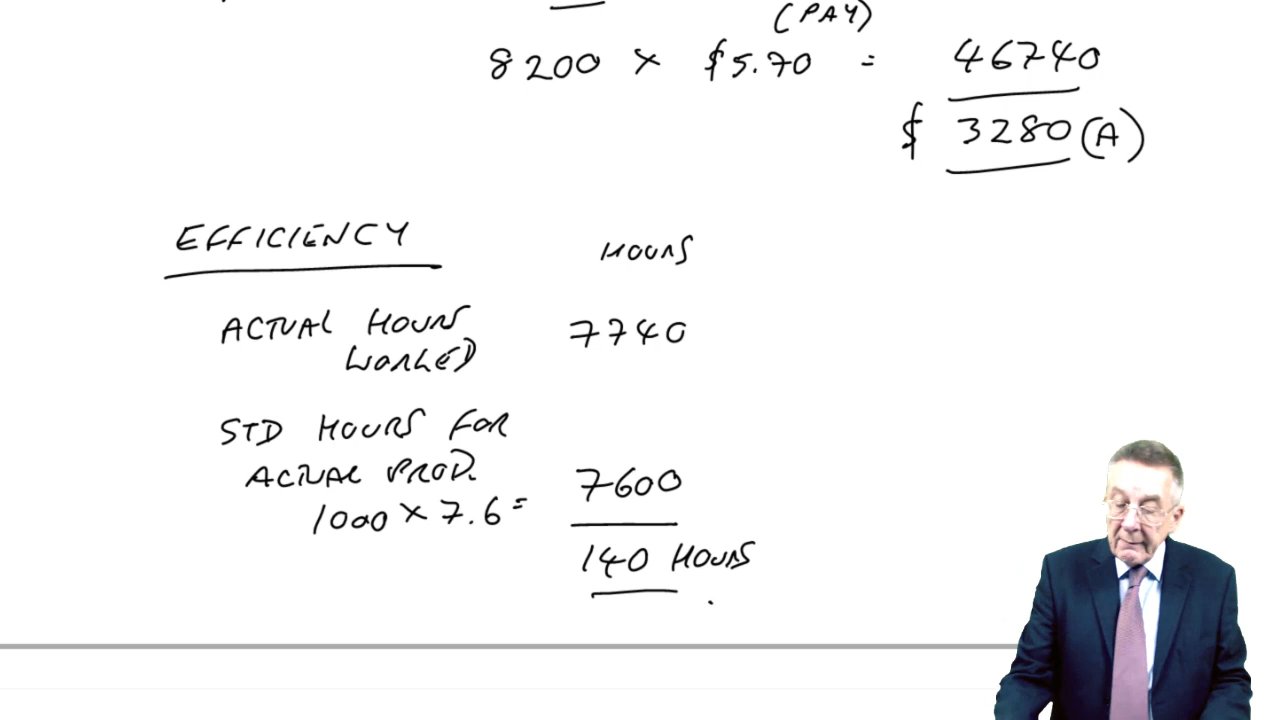 (PAY)
8200 × $5.70 = 46740
$ 3280 (A)
EFFICIENCY
HOURS
ACTUAL HOURS 7740
WORKED
STD HOURS FOR
ACTUAL PROD. 7600
1000 × 7.6 =
140 HOURS